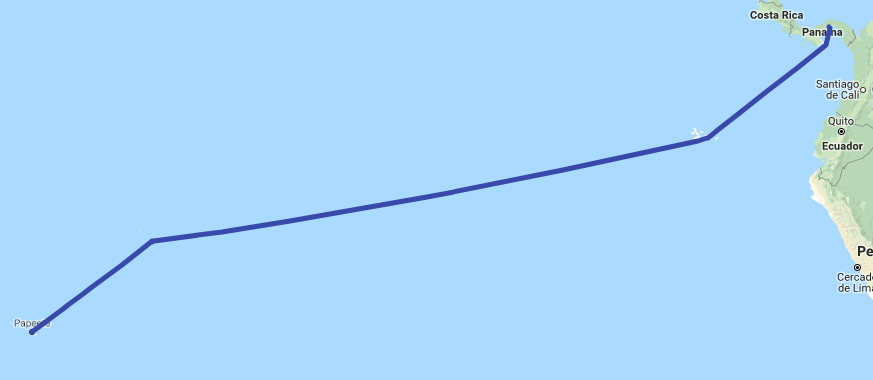 Costa Rica
Panama
Santiago
de Cali
Quito
Ecuador
Pe
Cercado
de Lima
Papeete